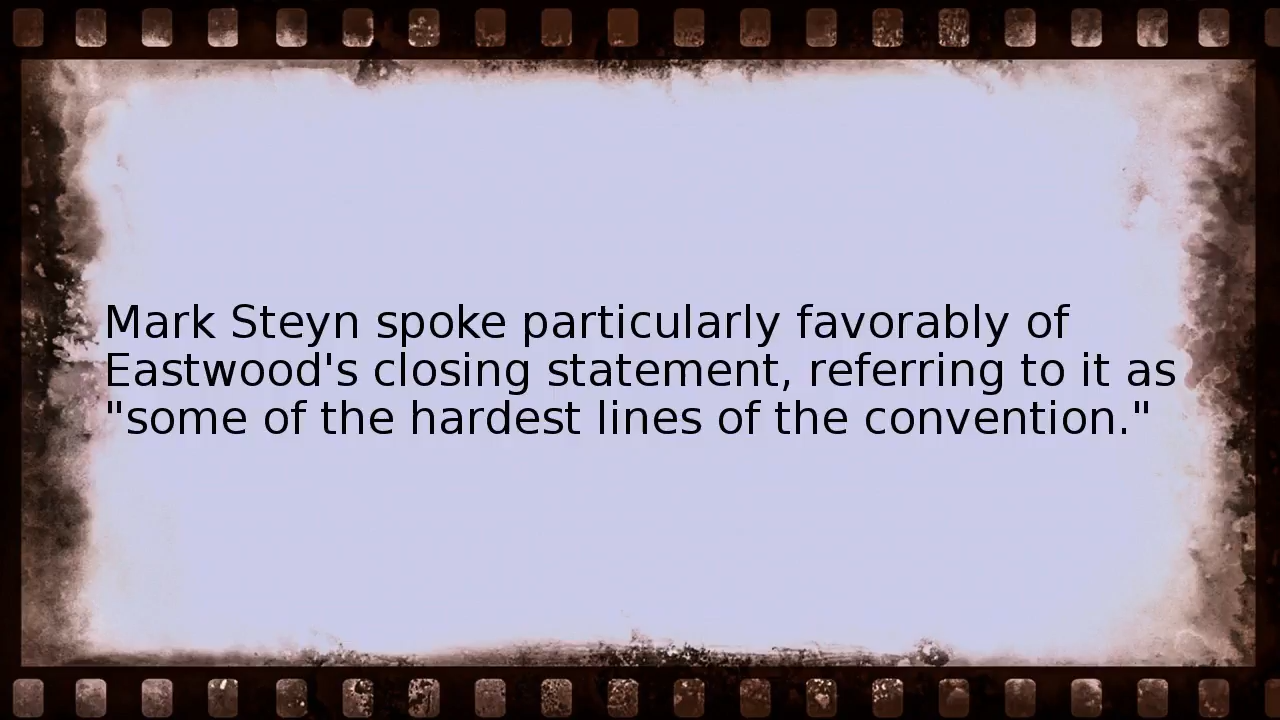 Mark Steyn spoke particularly favorably of
Eastwood's closing statement, referring to it as
"some of the hardest lines of the convention."